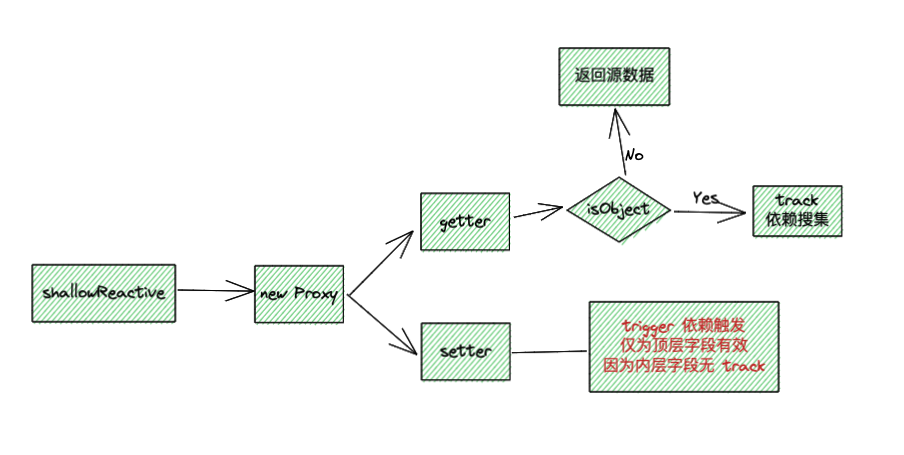 shallowReactive
new Proxy
getter
isObject
No
返回源数据
Yes
track
依赖搜集
setter
trigger 依赖触发
仅为顶层字段有效
因为内层字段无 track